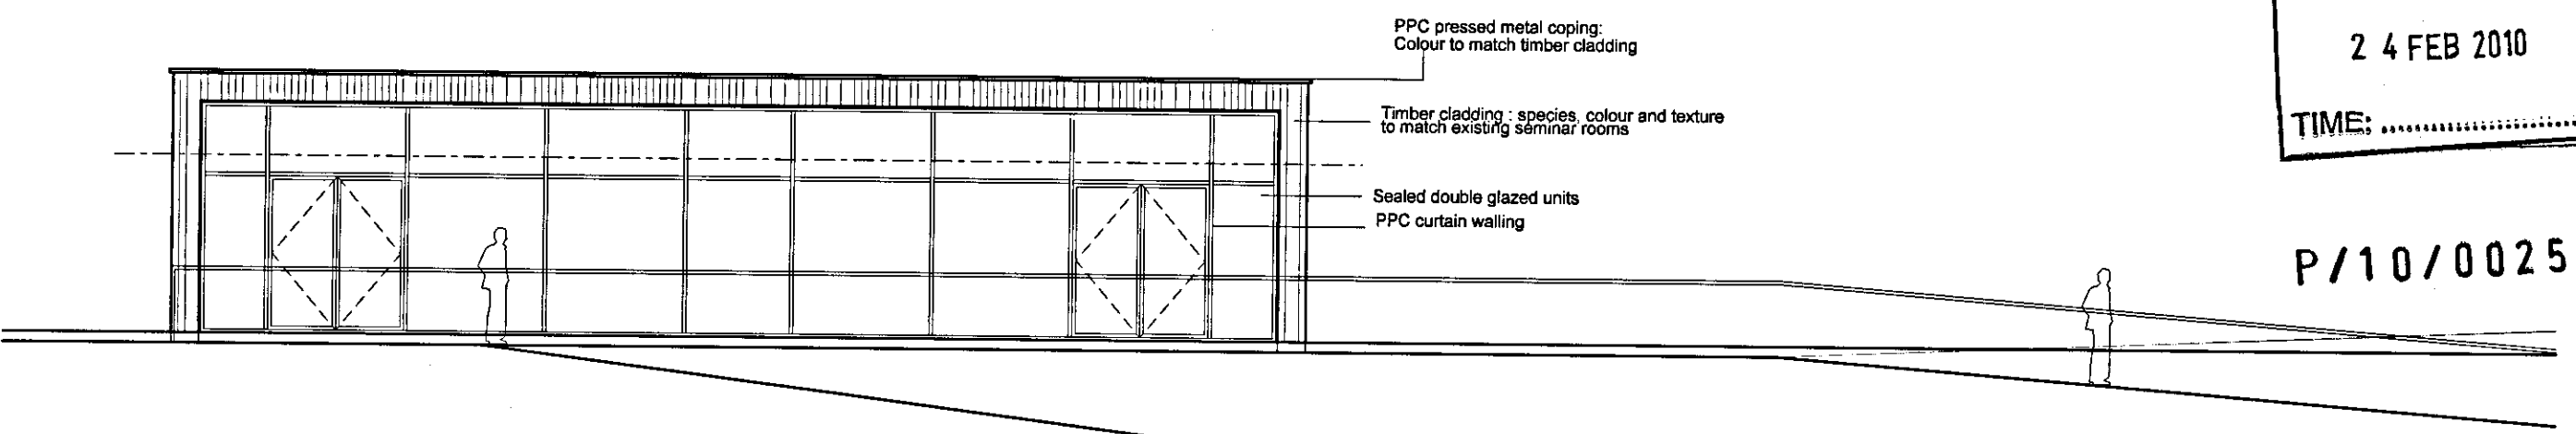 PPC pressed metal coping:
Colour to match timber cladding
Timber cladding : species, colour and texture
to match existing seminar rooms
Sealed double glazed units
PPC curtain walling
2 4 FEB 2010
TIME:
P/10/0025